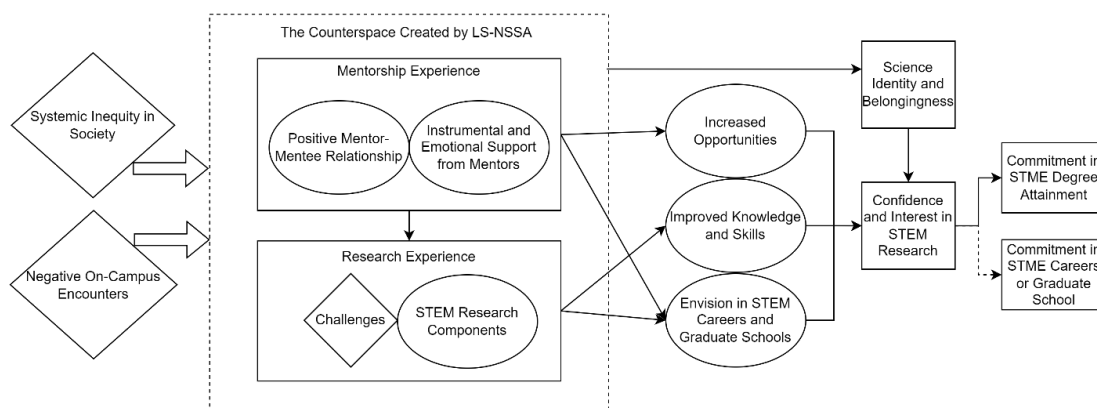 The Counterspace Created by LS-NSSA
Systemic Inequity in
Society
Negative On-Campus
Encounters
Mentorship Experience
Positive Mentor-
Mentee Relationship
Instrumental and
Emotional Support
from Mentors
Research Experience
Challenges
STEM Research
Components
Increased
Opportunities
Improved Knowledge
and Skills
Envision in STEM
Careers and
Graduate Schools
Science
Identity and
Belongingness
Confidence
and Interest in
STEM
Research
Commitment in
STME Degree
Attainment
Commitment in
STME Careers
or Graduate
School